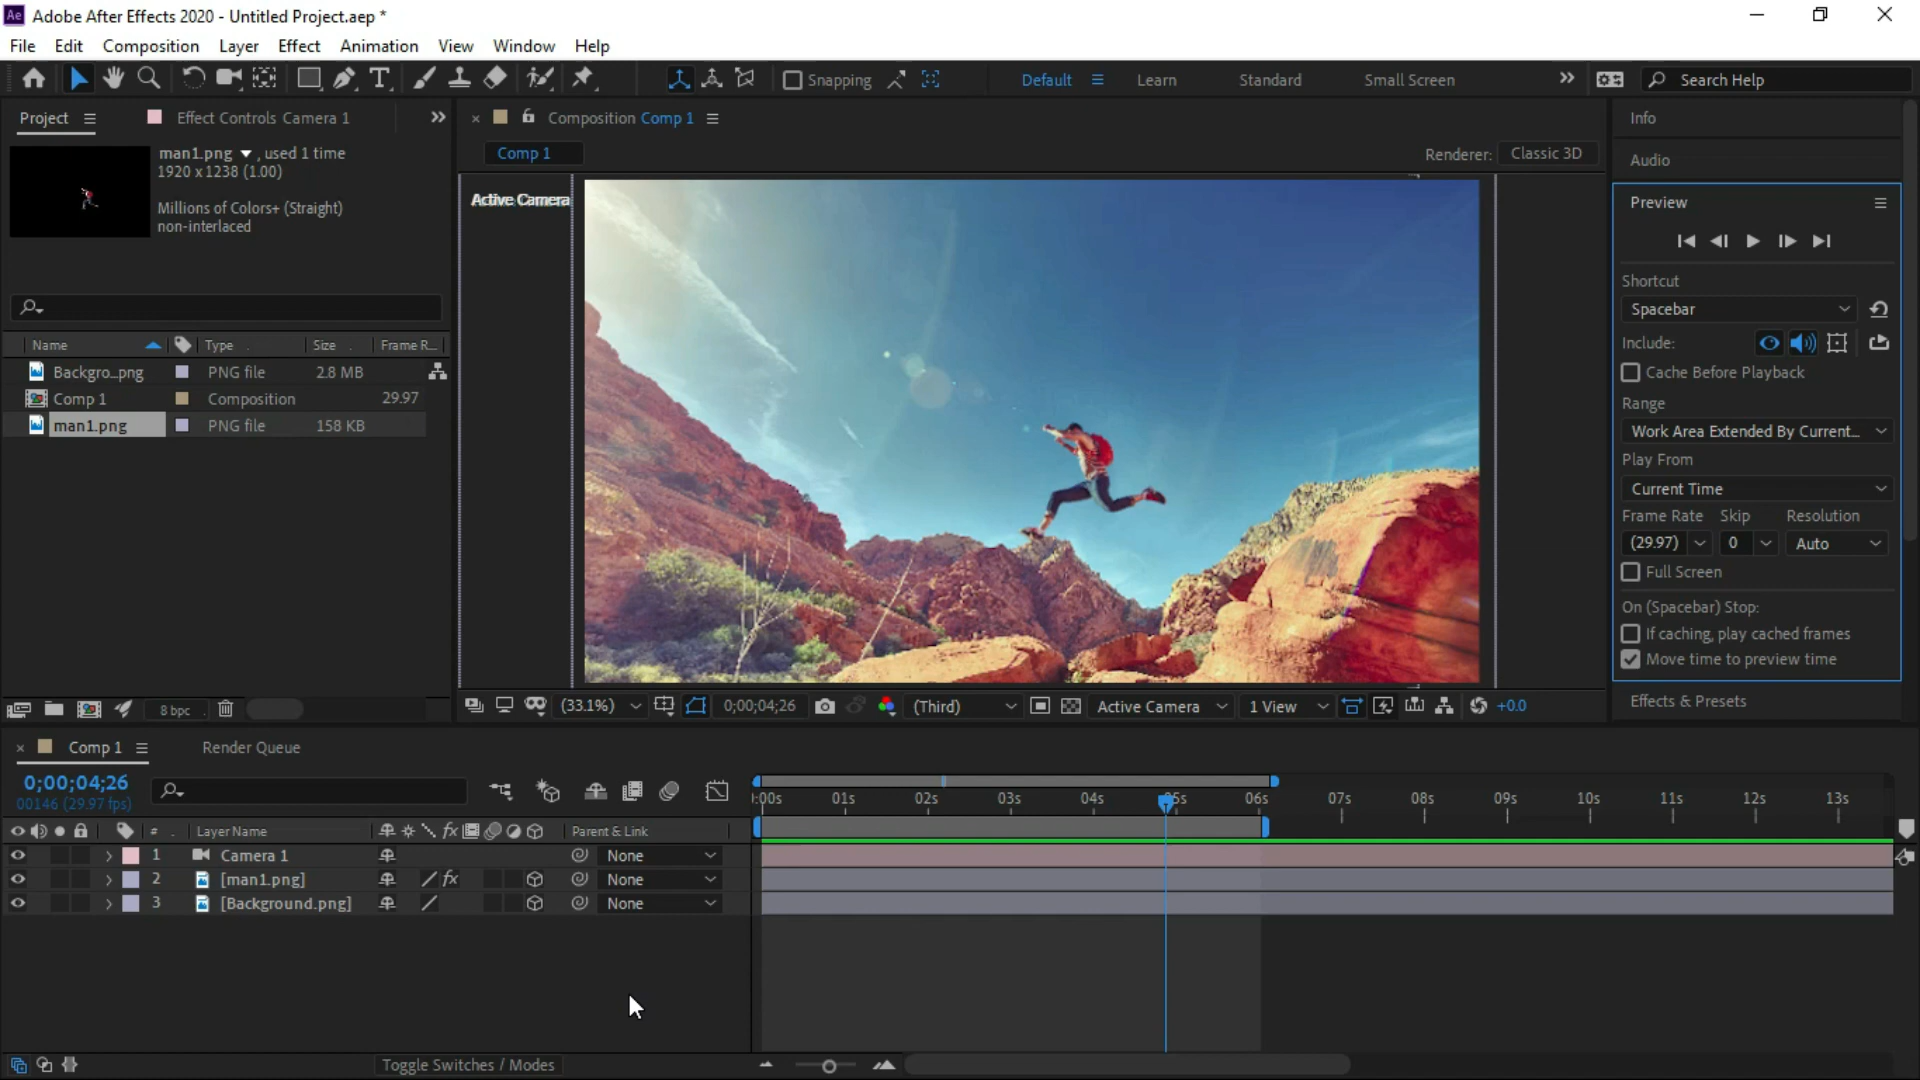 Ae Adobe After Effects 2020 - Untitled Project.aep *
File Edit Composition Layer Effect Animation View Window Help
Snapping Default Learn Standard Small Screen Search Help
Project Effect Controls Camera 1
Composition Comp 1
man1.png , used 1 time
1920 x 1238 (1.00)
Millions of Colors+ (Straight)
non-interlaced
Name Type Size Frame R...
Backgro...png PNG file 2.8 MB
Comp 1 Composition 29.97
man1.png PNG file 158 KB
8 bpc
Comp 1
Renderer: Classic 3D
Active Camera
(33.1%) 0;00;04;26 (Third) Active Camera 1 View +0.0
Info
Audio
Preview
Shortcut
Spacebar
Include:
Cache Before Playback
Range
Work Area Extended By Current...
Play From
Current Time
Frame Rate Skip Resolution
(29.97) 0 Auto
Full Screen
On (Spacebar) Stop:
If caching, play cached frames
Move time to preview time
Effects & Presets
Comp 1 Render Queue
0;00;04;26
00146 (29.97 fps)
:00s 01s 02s 03s 04s 05s 06s 07s 08s 09s 10s 11s 12s 13s
# Layer Name fx Parent & Link
1 Camera 1 None
2 [man1.png] fx None
3 [Background.png] None
Toggle Switches / Modes